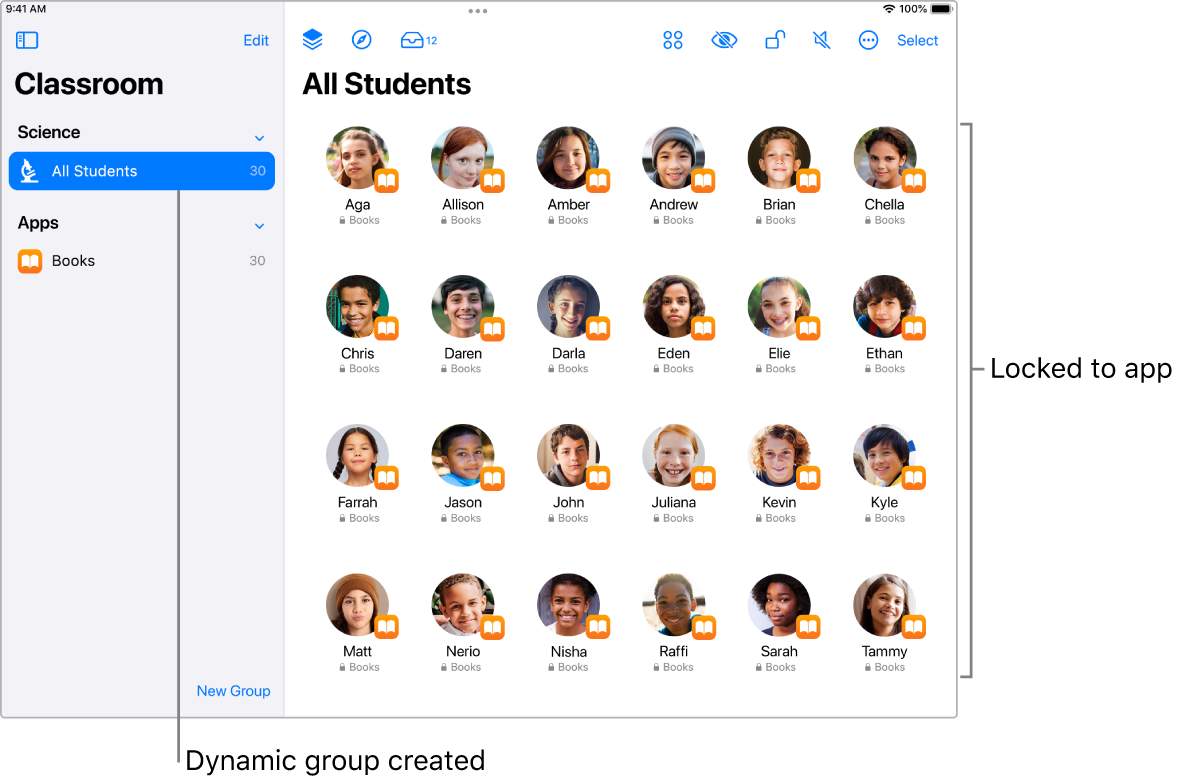 9:41 AM
100%
Edit
12
Select
Classroom
All Students
Science
All Students 30
Apps
Books 30
Aga Allison Amber Andrew Brian Chella
Books Books Books Books Books Books
Chris Daren Darla Eden Elie Ethan
Books Books Books Books Books Books
Locked to app
Farrah Jason John Juliana Kevin Kyle
Books Books Books Books Books Books
Matt Nerio Nisha Raffi Sarah Tammy
Books Books Books Books Books Books
New Group
Dynamic group created